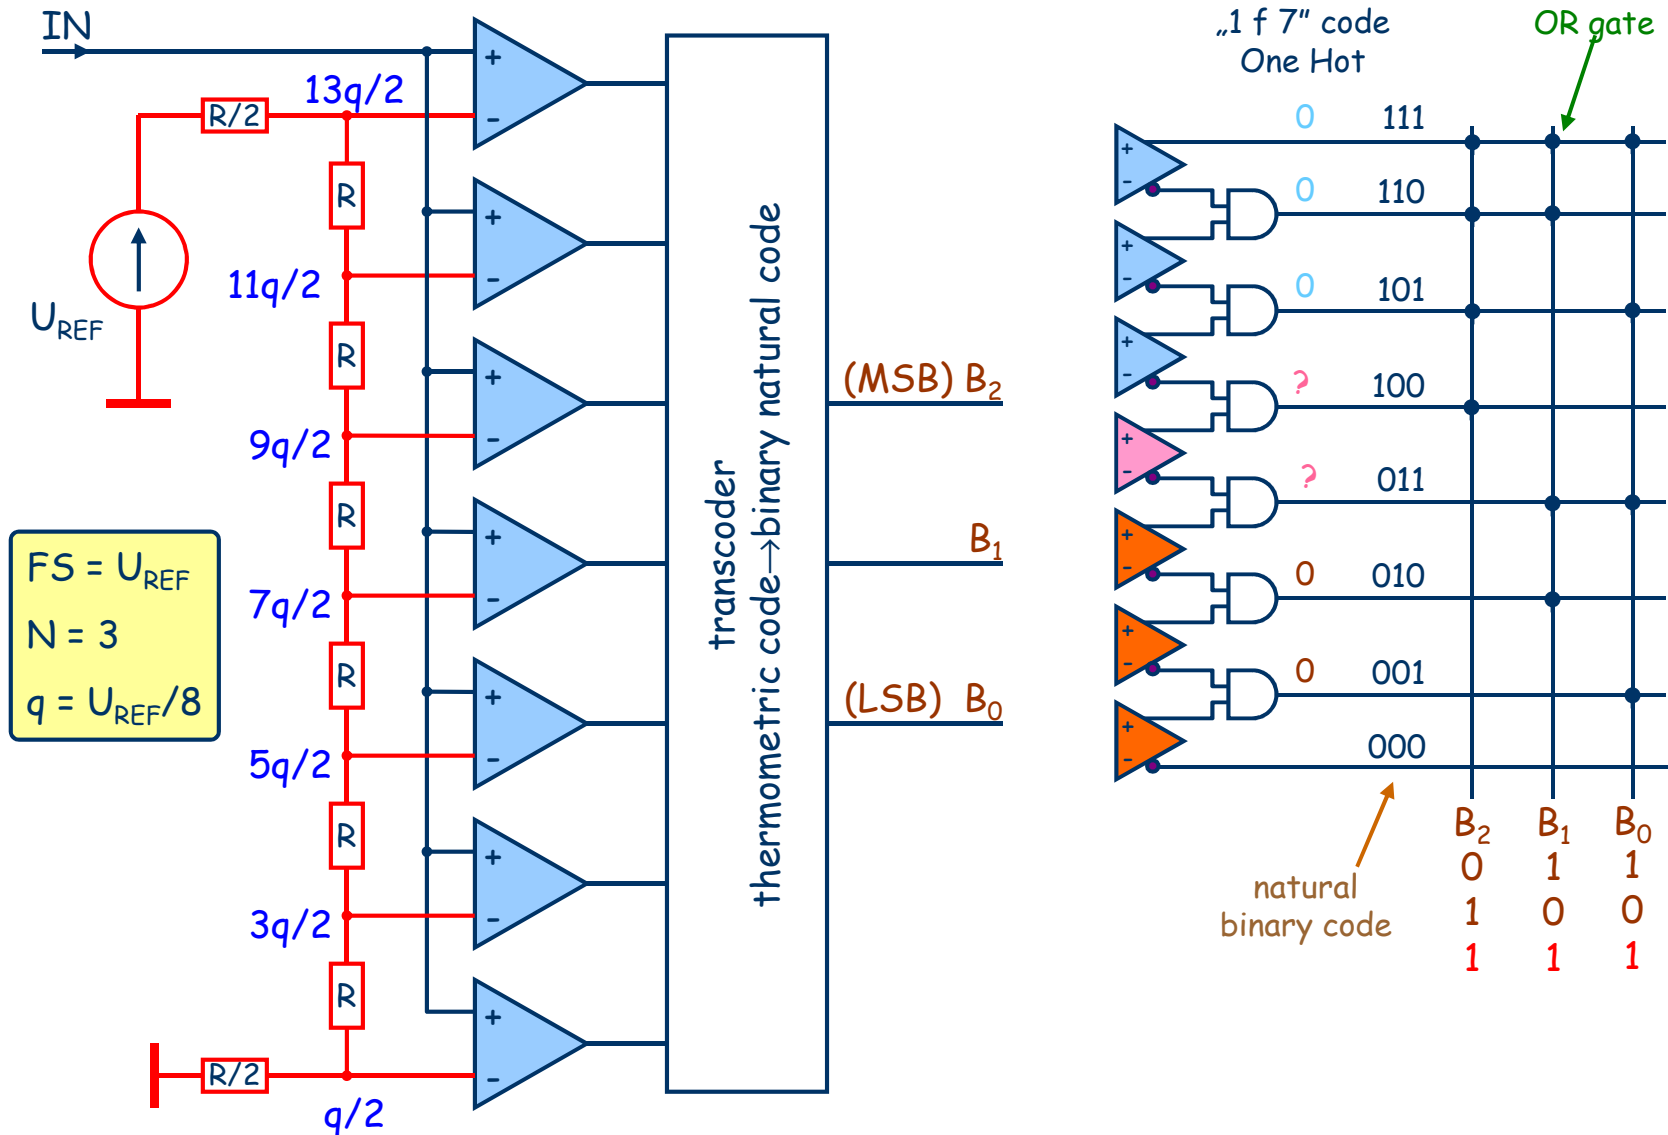 IN
13q/2
R/2
R
11q/2
U_REF
R
9q/2
R
7q/2
R
5q/2
R
3q/2
R
R/2
q/2
FS = U_REF
N = 3
q = U_REF/8
+
-
+
-
+
-
+
-
+
-
+
-
+
-
transcoder
thermometric code→binary natural code
(MSB) B2
B1
(LSB) B0
„1 f 7” code
One Hot
OR gate
0 111
0 110
0 101
? 100
? 011
0 010
0 001
000
+
-
+
-
+
-
+
-
+
-
+
-
+
-
natural
binary code
B2 B1 B0
0 1 1
1 0 0
1 1 1